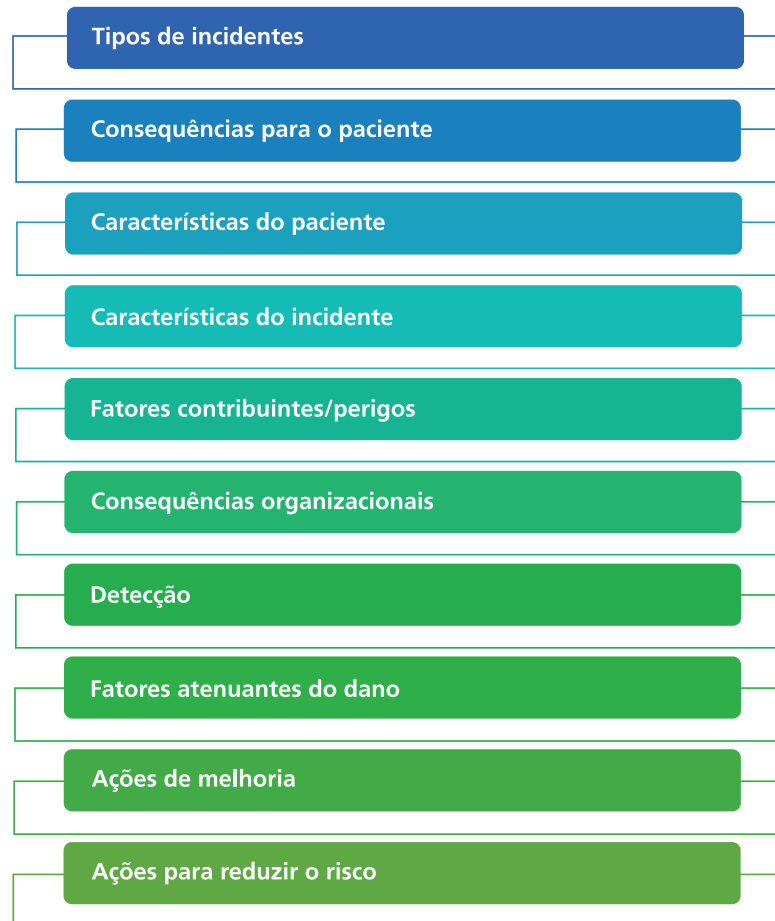 Tipos de incidentes
Consequências para o paciente
Características do paciente
Características do incidente
Fatores contribuintes/perigos
Consequências organizacionais
Detecção
Fatores atenuantes do dano
Ações de melhoria
Ações para reduzir o risco